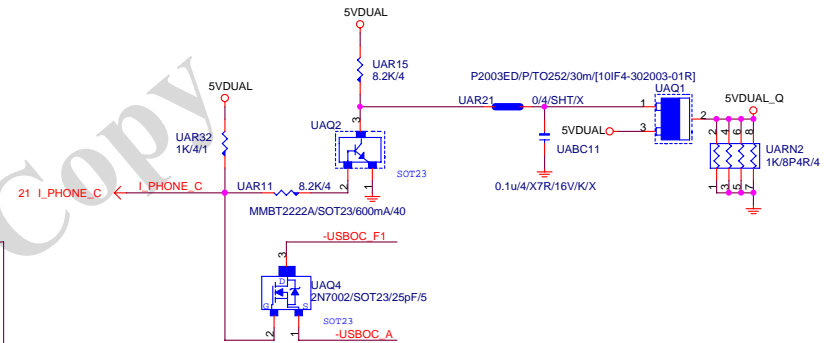 5VDUAL
UAR15
8.2K/4
5VDUAL
P2003ED/P/TO252/30m/[10IF4-302003-01R]
UAQ1
UAR21
0/4/SHT/X
1
2
3
5VDUAL_Q
5VDUAL
UAR32
1K/4/1
UAQ2
3
2
1
SOT23
UABC11
0.1u/4/X7R/16V/K/X
2
4
6
8
UARN2
1K/8P4R/4
1
3
5
7
21 I_PHONE_C
I_PHONE_C
UAR11
8.2K/4
MMBT2222A/SOT23/600mA/40
-USBOC_F1
3
D
G
S
UAQ4
2N7002/SOT23/25pF/5
SOT23
2
1
-USBOC_A
Copy